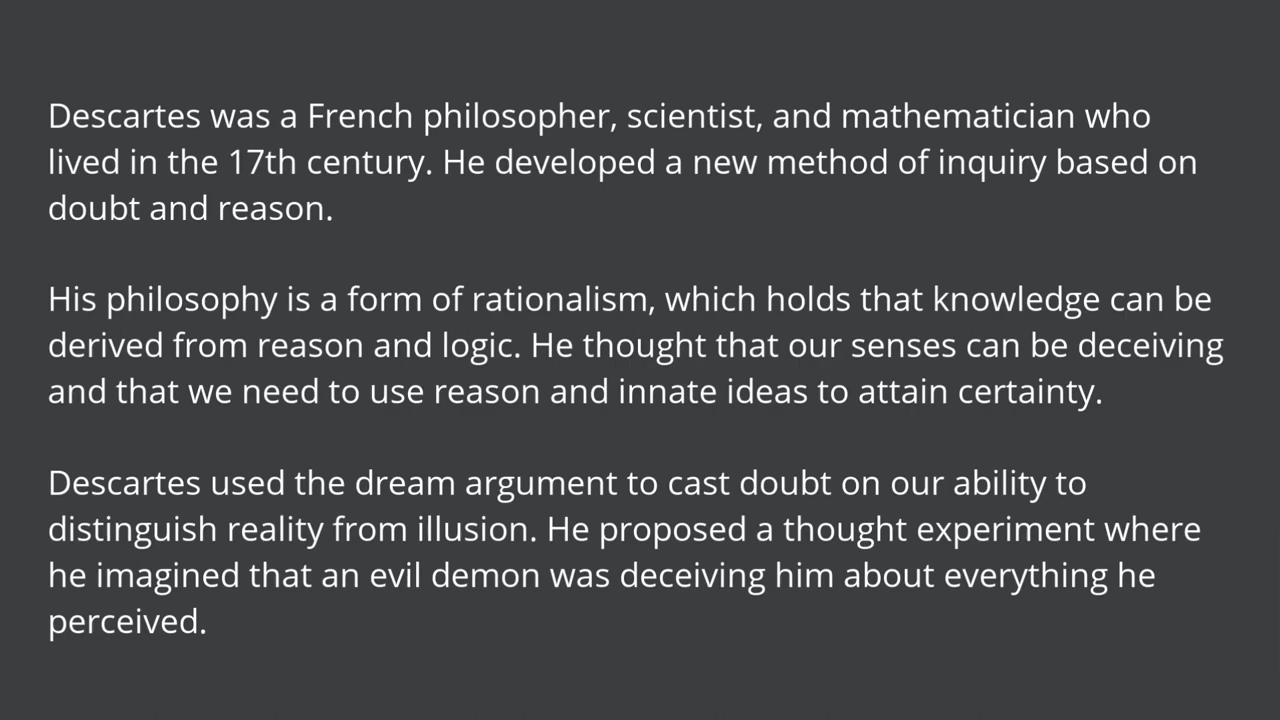 Descartes was a French philosopher, scientist, and mathematician who
lived in the 17th century. He developed a new method of inquiry based on
doubt and reason.
His philosophy is a form of rationalism, which holds that knowledge can be
derived from reason and logic. He thought that our senses can be deceiving
and that we need to use reason and innate ideas to attain certainty.
Descartes used the dream argument to cast doubt on our ability to
distinguish reality from illusion. He proposed a thought experiment where
he imagined that an evil demon was deceiving him about everything he
perceived.